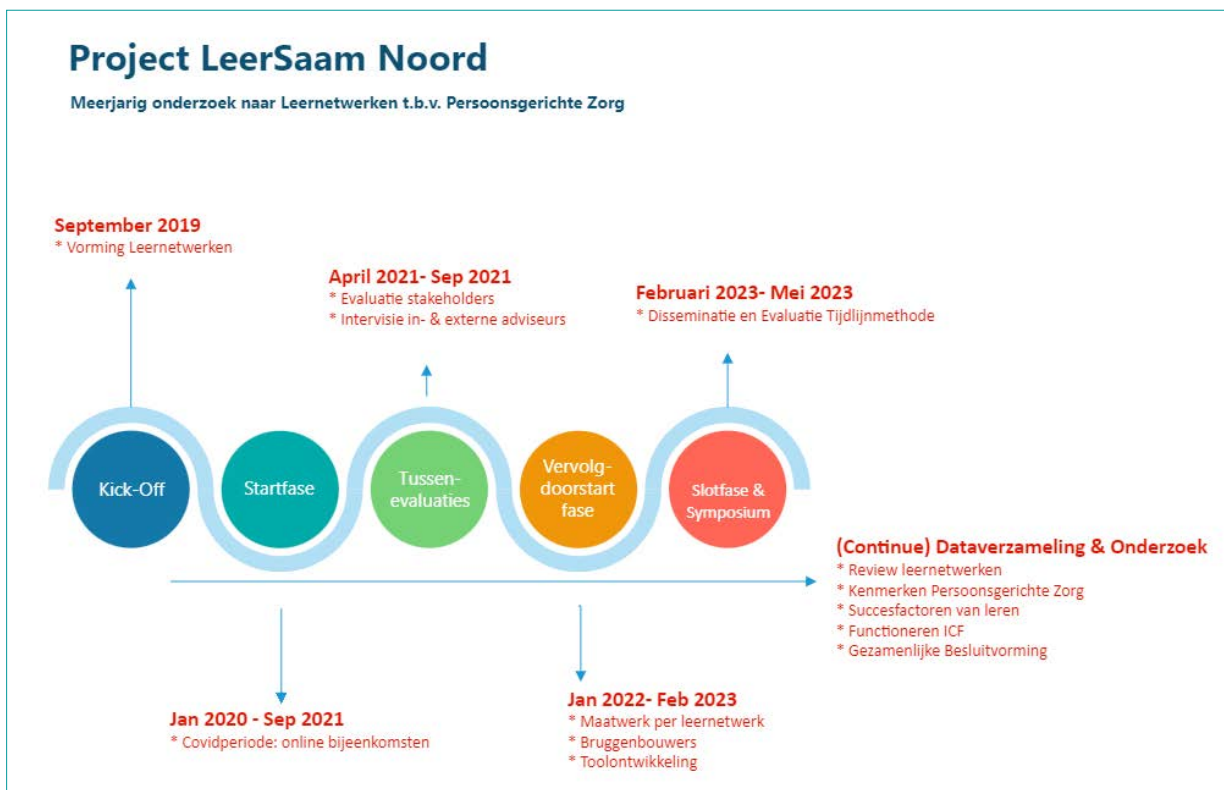 Project LeerSaam Noord
Meerjarig onderzoek naar Leernetwerken t.b.v. Persoonsgerichte Zorg
September 2019
* Vorming Leernetwerken
April 2021- Sep 2021
* Evaluatie stakeholders
* Intervisie in- & externe adviseurs
Februari 2023- Mei 2023
* Disseminatie en Evaluatie Tijdlijnmethode
Kick-Off
Startfase
Tussen-
evaluaties
Vervolg-
doorstart
fase
Slotfase &
Symposium
(Continue) Dataverzameling & Onderzoek
* Review leernetwerken
* Kenmerken Persoonsgerichte Zorg
* Succesfactoren van leren
* Functioneren ICF
* Gezamenlijke Besluitvorming
Jan 2020 - Sep 2021
* Covidperiode: online bijeenkomsten
Jan 2022- Feb 2023
* Maatwerk per leernetwerk
* Bruggenbouwers
* Toolontwikkeling